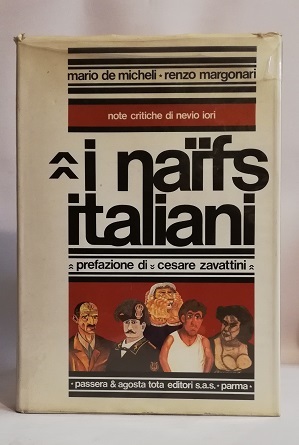 mario de micheli • renzo margonari
note critiche di nevio iori
i naïfs
italiani
prefazione di cesare zavattini
• passera & agosta tota editori s.a.s. • parma •